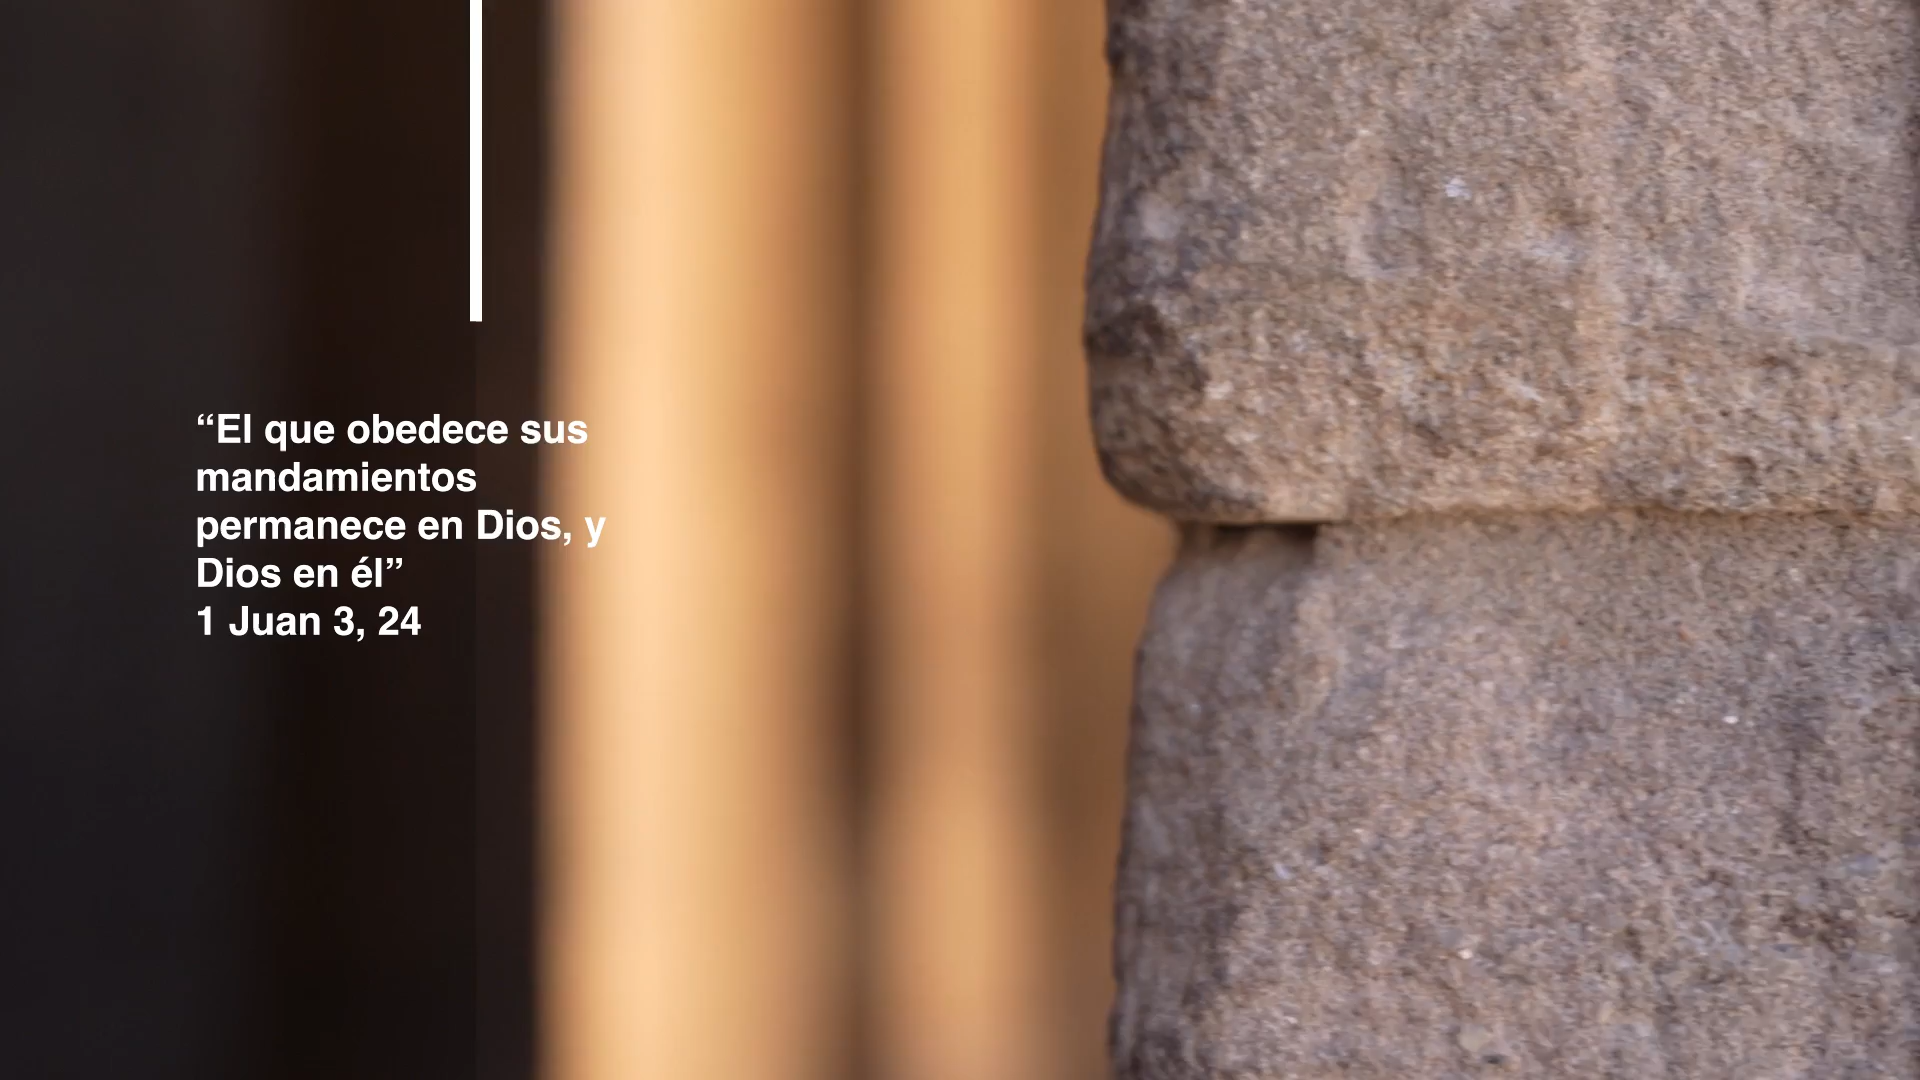 “El que obedece sus
mandamientos
permanece en Dios, y
Dios en él”
1 Juan 3, 24